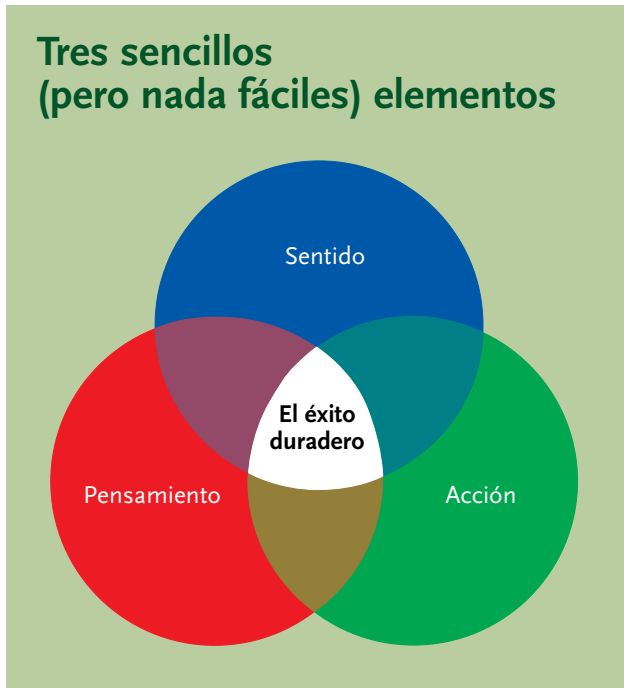 Tres sencillos
(pero nada fáciles) elementos
Sentido
El éxito
duradero
Pensamiento
Acción